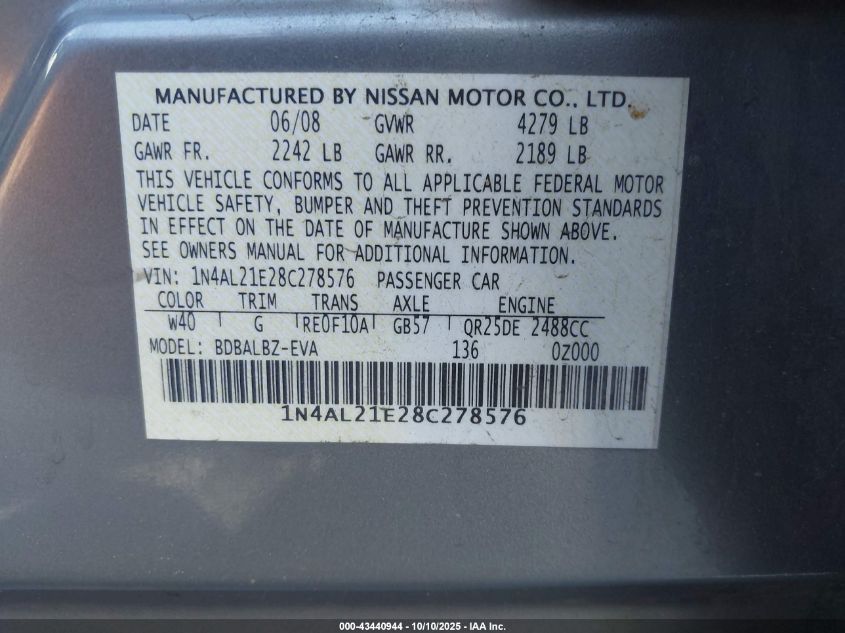 MANUFACTURED BY NISSAN MOTOR CO., LTD.
DATE 06/08 GVWR 4279 LB
GAWR FR. 2242 LB GAWR RR. 2189 LB
THIS VEHICLE CONFORMS TO ALL APPLICABLE FEDERAL MOTOR
VEHICLE SAFETY, BUMPER AND THEFT PREVENTION STANDARDS
IN EFFECT ON THE DATE OF MANUFACTURE SHOWN ABOVE.
SEE OWNERS MANUAL FOR ADDITIONAL INFORMATION.
VIN: 1N4AL21E28C278576 PASSENGER CAR
COLOR TRIM TRANS AXLE ENGINE
W40 G RE0F10A GB57 QR25DE 2488CC
MODEL: BDBALBZ-EVA 136 0Z000
1N4AL21E28C278576
000-43440944 - 10/10/2025 - IAA Inc.